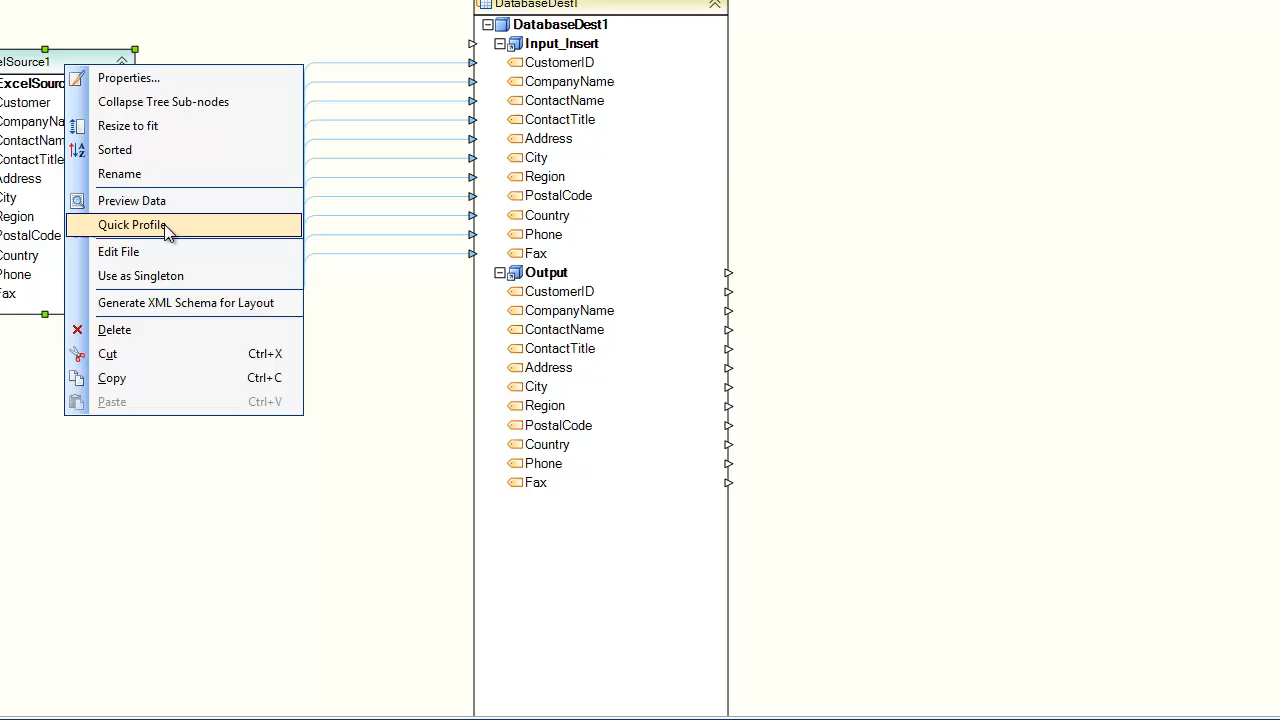 DatabaseDest1
DatabaseDest1
Input_Insert
CustomerID
CompanyName
ContactName
ContactTitle
Address
City
Region
PostalCode
Country
Phone
Fax
Output
CustomerID
CompanyName
ContactName
ContactTitle
Address
City
Region
PostalCode
Country
Phone
Fax
elSource1
ExcelSourc
Customer
CompanyNa
ContactNam
ContactTitle
Address
City
Region
PostalCode
Country
Phone
Fax
Properties...
Collapse Tree Sub-nodes
Resize to fit
Sorted
Rename
Preview Data
Quick Profile
Edit File
Use as Singleton
Generate XML Schema for Layout
Delete
Cut Ctrl+X
Copy Ctrl+C
Paste Ctrl+V